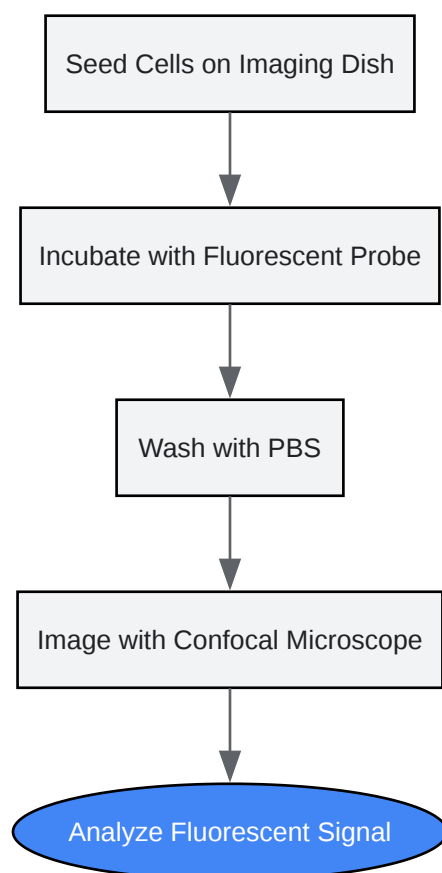 Seed Cells on Imaging Dish
Incubate with Fluorescent Probe
Wash with PBS
Image with Confocal Microscope
Analyze Fluorescent Signal